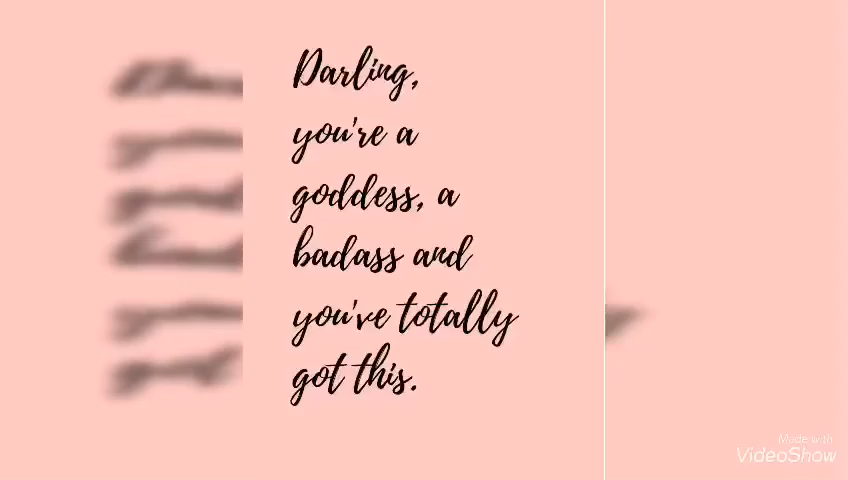 Darling,
you're a
goddess, a
badass and
you've totally
got this.
Made with
VideoShow